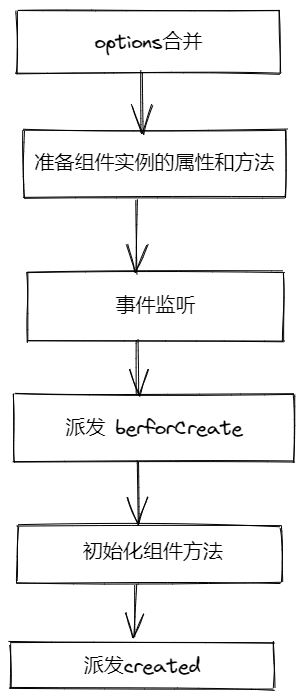 options合并
准备组件实例的属性和方法
事件监听
派发 berforCreate
初始化组件方法
派发created